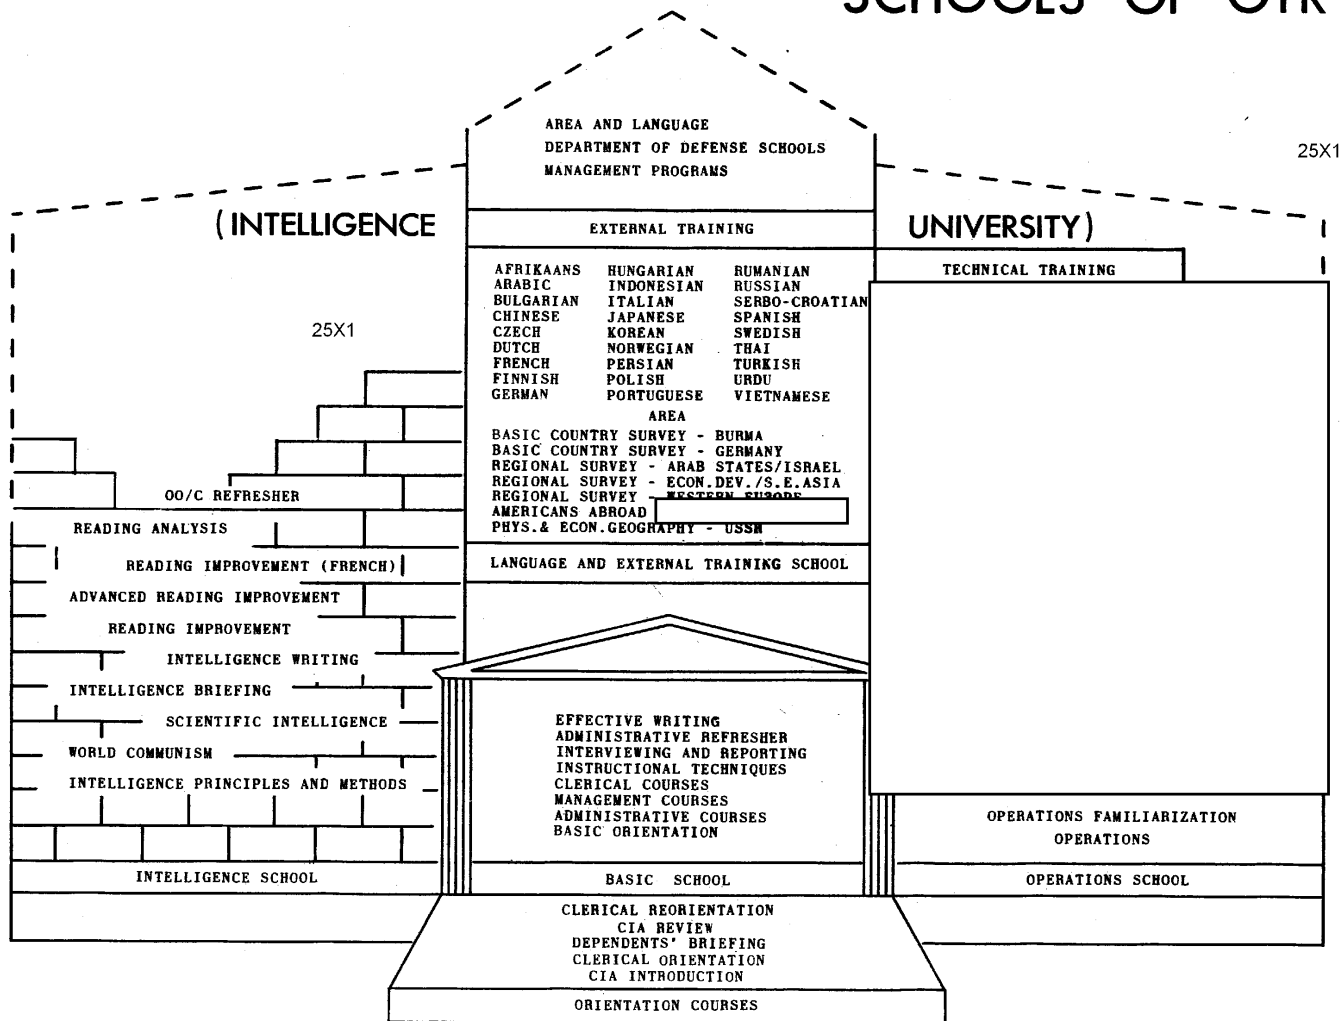 SCHOOLS OF OTR
25X1
AREA AND LANGUAGE
DEPARTMENT OF DEFENSE SCHOOLS
MANAGEMENT PROGRAMS
(INTELLIGENCE UNIVERSITY)
EXTERNAL TRAINING
TECHNICAL TRAINING
25X1
AFRIKAANS HUNGARIAN RUMANIAN
ARABIC INDONESIAN RUSSIAN
BULGARIAN ITALIAN SERBO-CROATIAN
CHINESE JAPANESE SPANISH
CZECH KOREAN SWEDISH
DUTCH NORWEGIAN THAI
FRENCH PERSIAN TURKISH
FINNISH POLISH URDU
GERMAN PORTUGUESE VIETNAMESE
AREA
BASIC COUNTRY SURVEY - BURMA
BASIC COUNTRY SURVEY - GERMANY
REGIONAL SURVEY - ARAB STATES/ISRAEL
REGIONAL SURVEY - ECON.DEV./S.E.ASIA
REGIONAL SURVEY - WESTERN EUROPE
AMERICANS ABROAD
PHYS.& ECON.GEOGRAPHY - USSR
LANGUAGE AND EXTERNAL TRAINING SCHOOL
OO/C REFRESHER
READING ANALYSIS
READING IMPROVEMENT (FRENCH)
ADVANCED READING IMPROVEMENT
READING IMPROVEMENT
INTELLIGENCE WRITING
INTELLIGENCE BRIEFING
SCIENTIFIC INTELLIGENCE
WORLD COMMUNISM
INTELLIGENCE PRINCIPLES AND METHODS
INTELLIGENCE SCHOOL
EFFECTIVE WRITING
ADMINISTRATIVE REFRESHER
INTERVIEWING AND REPORTING
INSTRUCTIONAL TECHNIQUES
CLERICAL COURSES
MANAGEMENT COURSES
ADMINISTRATIVE COURSES
BASIC ORIENTATION
BASIC SCHOOL
OPERATIONS FAMILIARIZATION
OPERATIONS
OPERATIONS SCHOOL
CLERICAL REORIENTATION
CIA REVIEW
DEPENDENTS' BRIEFING
CLERICAL ORIENTATION
CIA INTRODUCTION
ORIENTATION COURSES